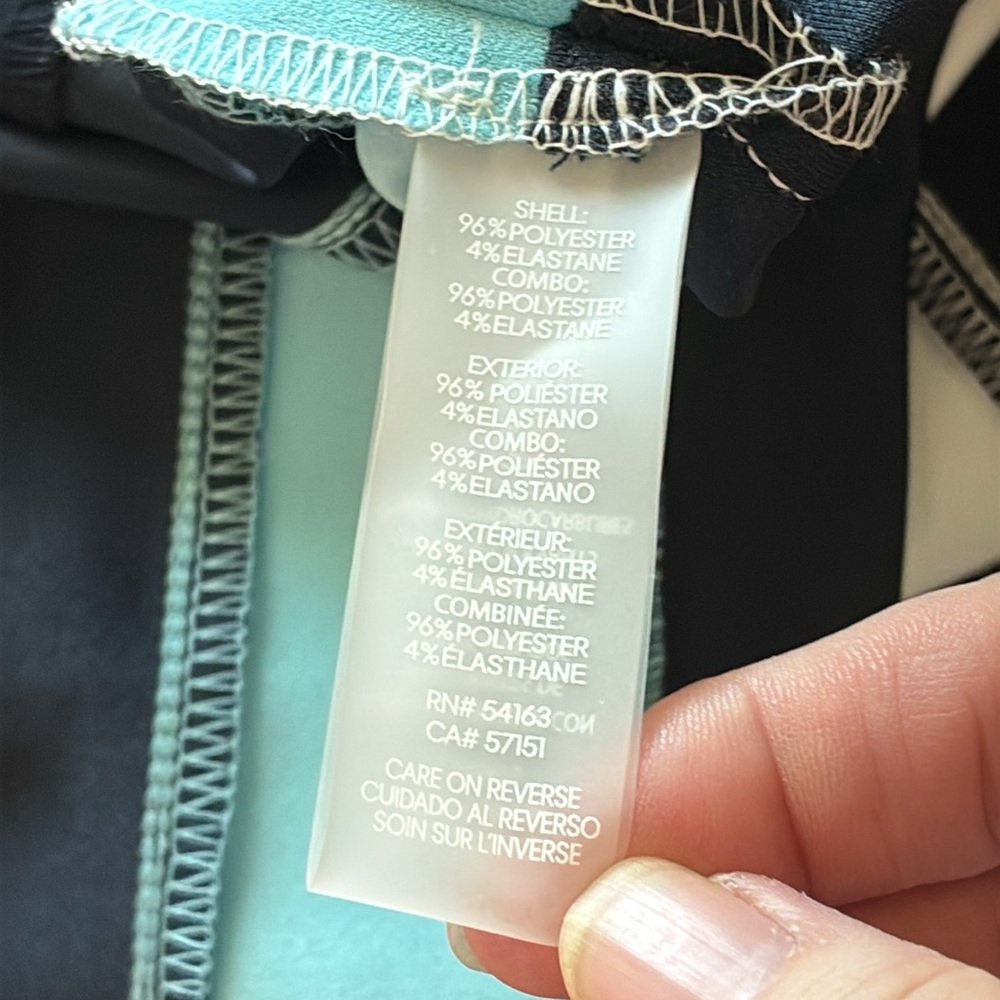 SHELL:
96% POLYESTER
4% ELASTANE
COMBO:
96% POLYESTER
4% ELASTANE
EXTERIOR:
96% POLIÉSTER
4% ELASTANO
COMBO:
96% POLIÉSTER
4% ELASTANO
EXTÉRIEUR:
96% POLYESTER
4% ÉLASTHANE
COMBINÉE:
96% POLYESTER
4% ÉLASTHANE
RN# 54163
CA# 57151
CARE ON REVERSE
CUIDADO AL REVERSO
SOIN SUR L'INVERSE